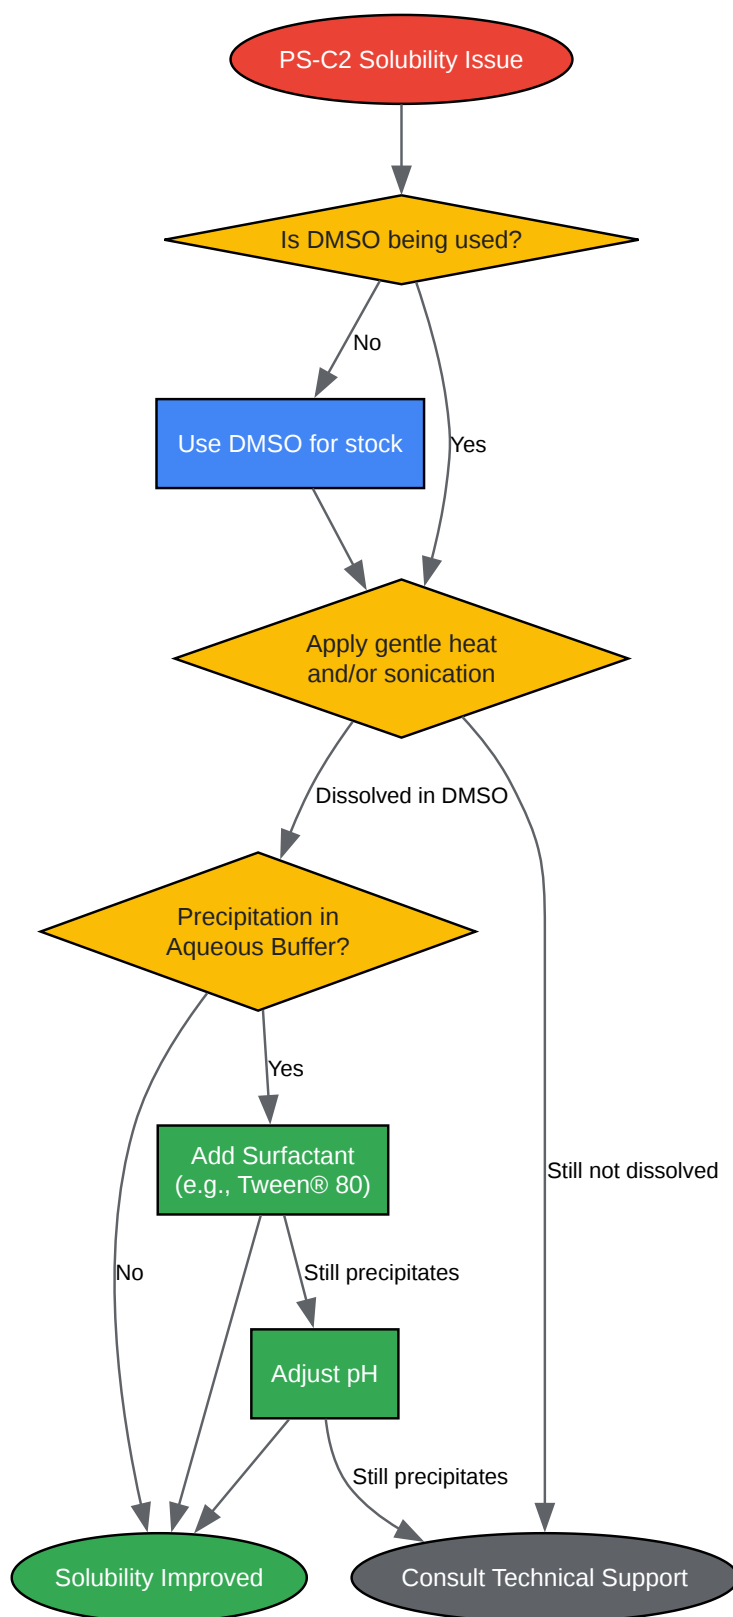 PS-C2 Solubility Issue
Is DMSO being used?
No
Use DMSO for stock
Yes
Apply gentle heat
and/or sonication
Dissolved in DMSO
Precipitation in
Aqueous Buffer?
Yes
Add Surfactant
(e.g., Tween® 80)
Still not dissolved
No
Still precipitates
Adjust pH
Still precipitates
Solubility Improved
Consult Technical Support